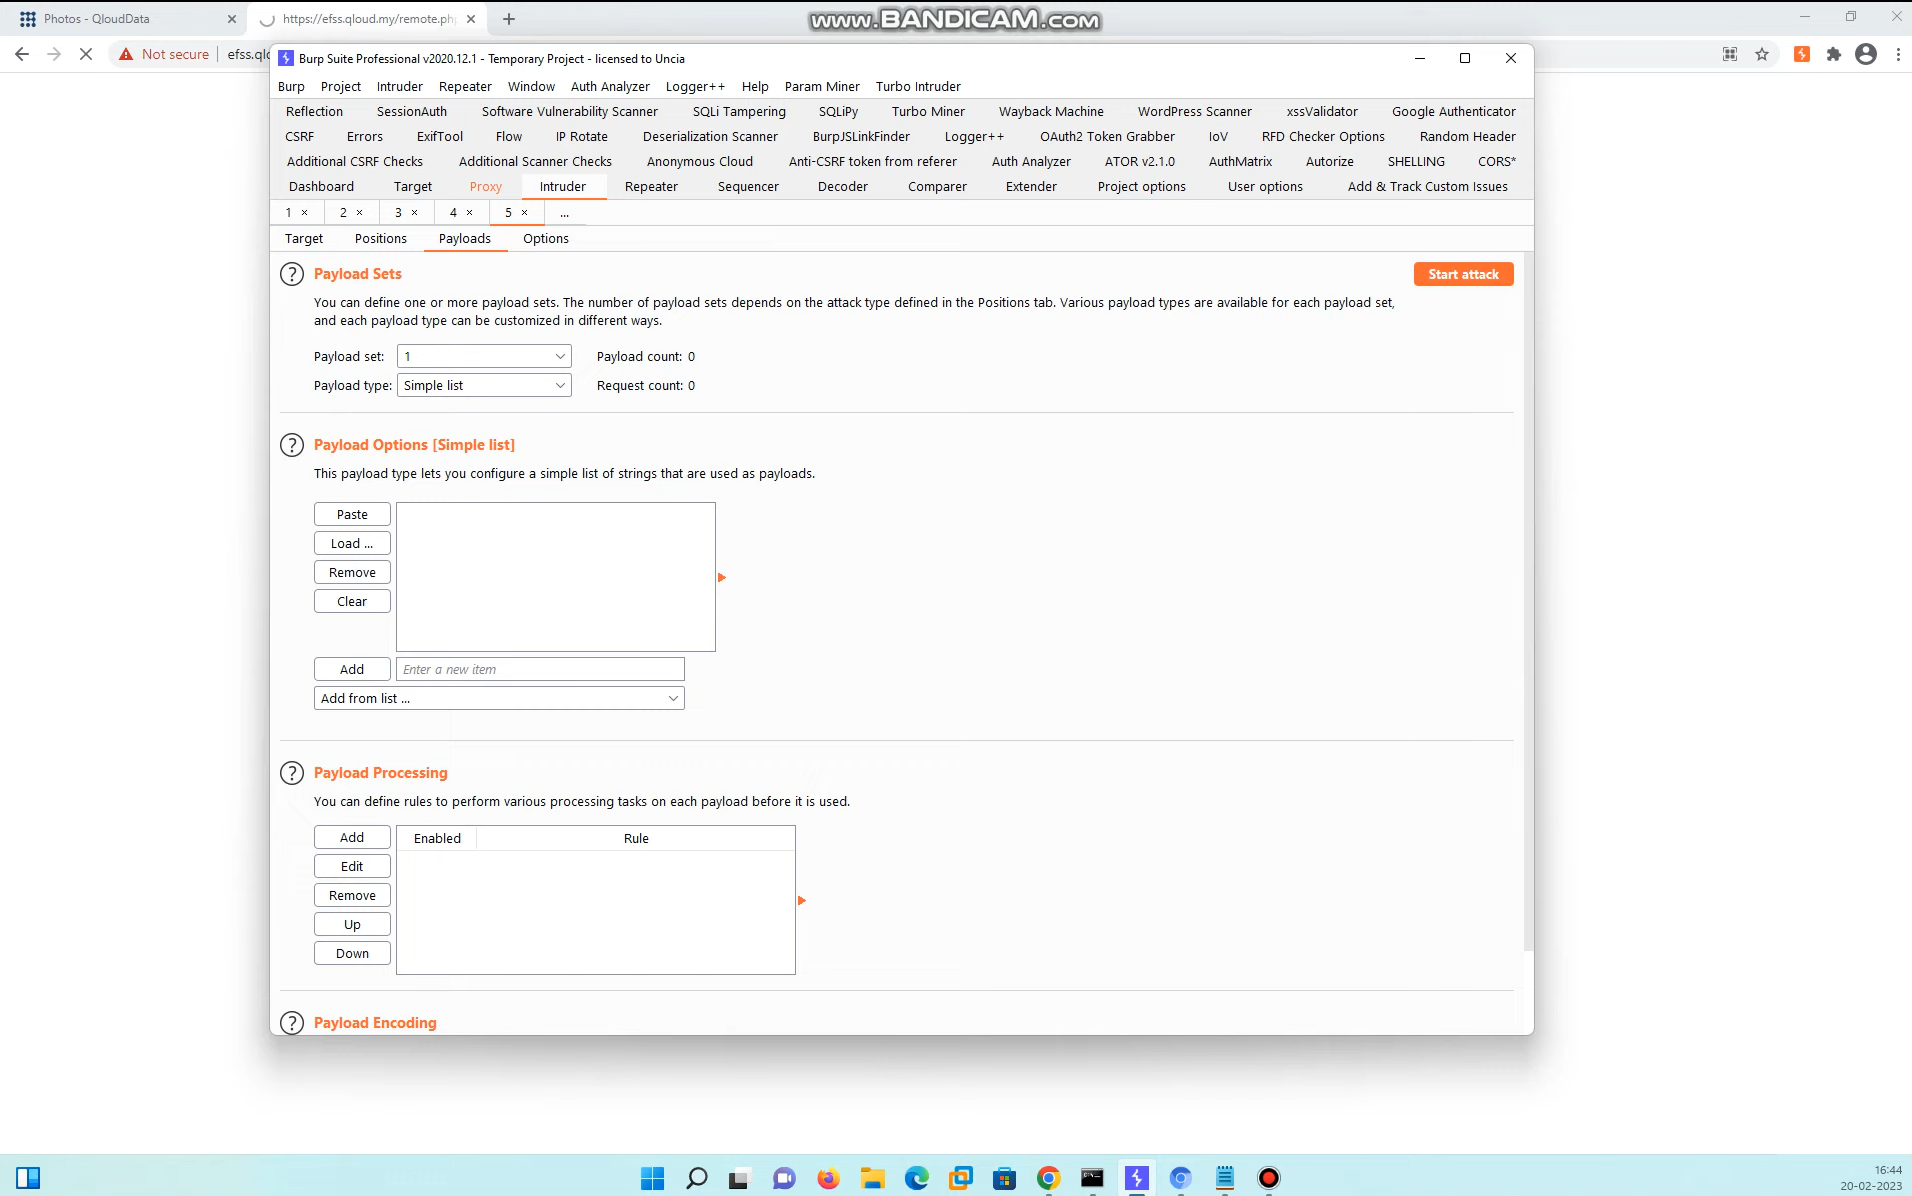 Photos - QloudData
https://efss.qloud.my/remote.php
www.BANDICAM.com
Not secure
efss.qlo
Burp Suite Professional v2020.12.1 - Temporary Project - licensed to Uncia
Burp Project Intruder Repeater Window Auth Analyzer Logger++ Help Param Miner Turbo Intruder
Reflection SessionAuth Software Vulnerability Scanner SQLi Tampering SQLiPy Turbo Miner Wayback Machine WordPress Scanner xssValidator Google Authenticator
CSRF Errors ExifTool Flow IP Rotate Deserialization Scanner BurpJSLinkFinder Logger++ OAuth2 Token Grabber IoV RFD Checker Options Random Header
Additional CSRF Checks Additional Scanner Checks Anonymous Cloud Anti-CSRF token from referer Auth Analyzer ATOR v2.1.0 AuthMatrix Autorize SHELLING CORS*
Dashboard Target Proxy Intruder Repeater Sequencer Decoder Comparer Extender Project options User options Add & Track Custom Issues
1 × 2 × 3 × 4 × 5 × ...
Target Positions Payloads Options
? Payload Sets
Start attack
You can define one or more payload sets. The number of payload sets depends on the attack type defined in the Positions tab. Various payload types are available for each payload set,
and each payload type can be customized in different ways.
Payload set: 1 Payload count: 0
Payload type: Simple list Request count: 0
? Payload Options [Simple list]
This payload type lets you configure a simple list of strings that are used as payloads.
Paste
Load ...
Remove
Clear
Add Enter a new item
Add from list ...
? Payload Processing
You can define rules to perform various processing tasks on each payload before it is used.
Add Enabled Rule
Edit
Remove
Up
Down
? Payload Encoding
16:44
20-02-2023